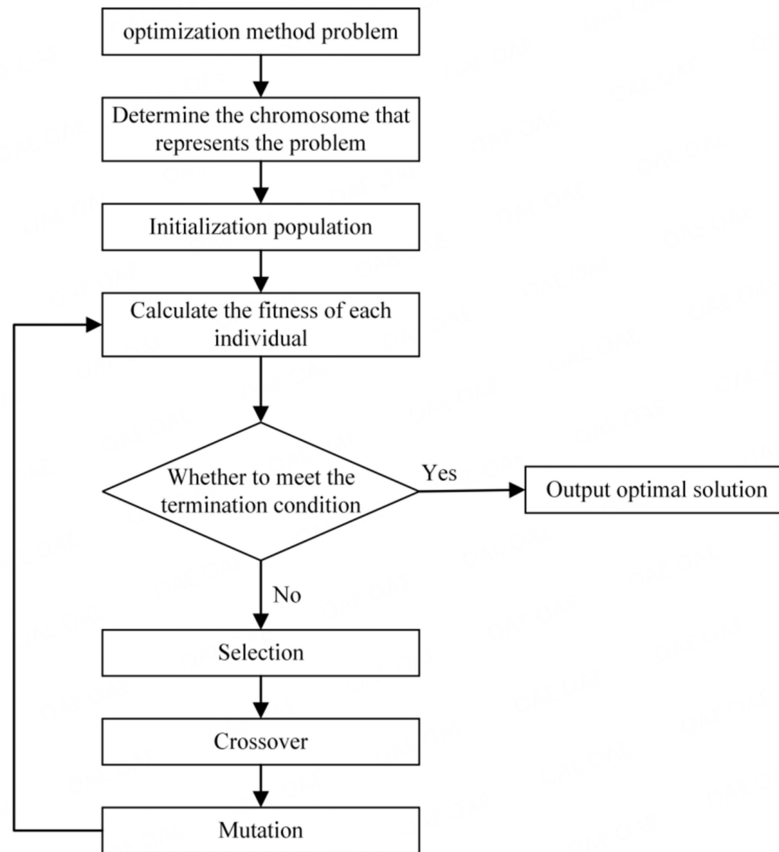 optimization method problem
Determine the chromosome that
represents the problem
Initialization population
Calculate the fitness of each
individual
Whether to meet the
termination condition
Yes
Output optimal solution
No
Selection
Crossover
Mutation